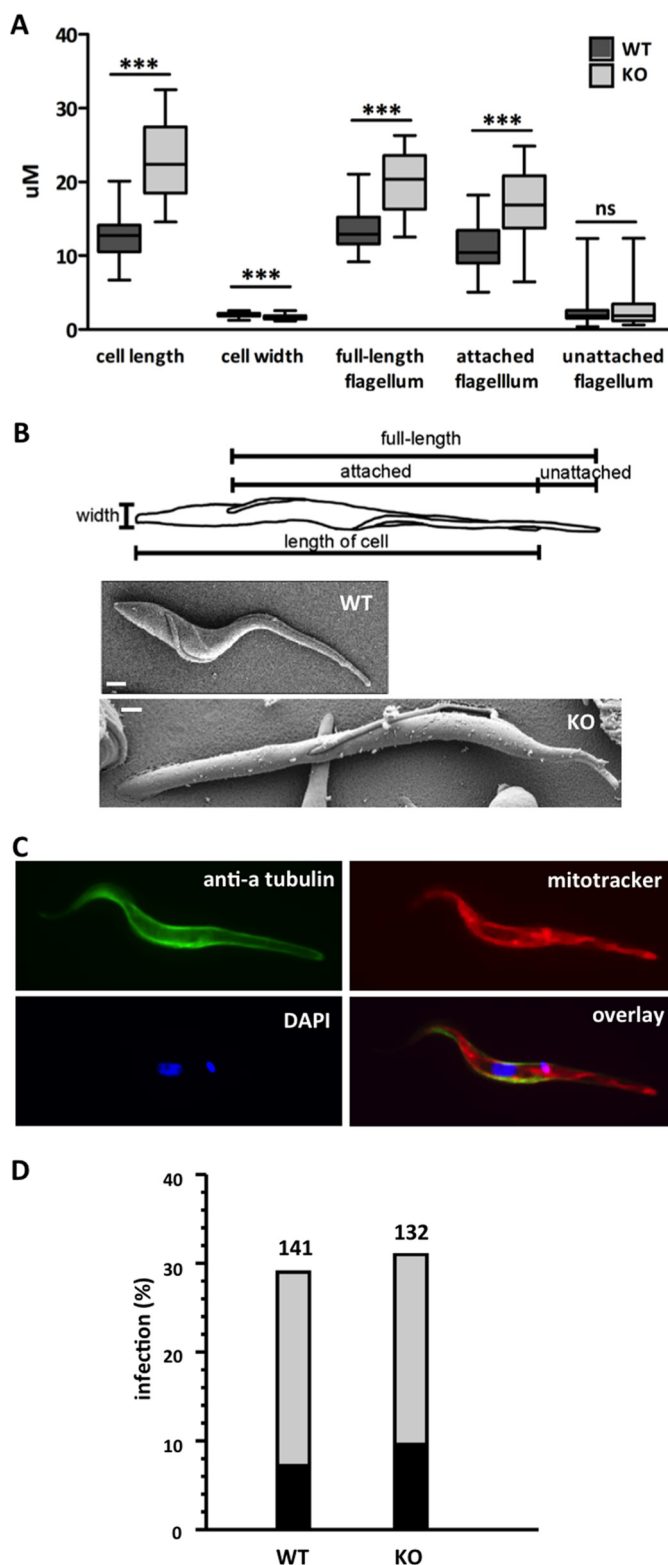 A
40
30
20
10
0
uM
WT
KO
***
***
***
***
ns
cell length
cell width
full-length
flagellum
attached
flagelllum
unattached
flagellum
B
full-length
attached
unattached
width
length of cell
WT
KO
C
anti-a tubulin
mitotracker
DAPI
overlay
D
40
30
20
10
0
infection (%)
141
132
WT
KO